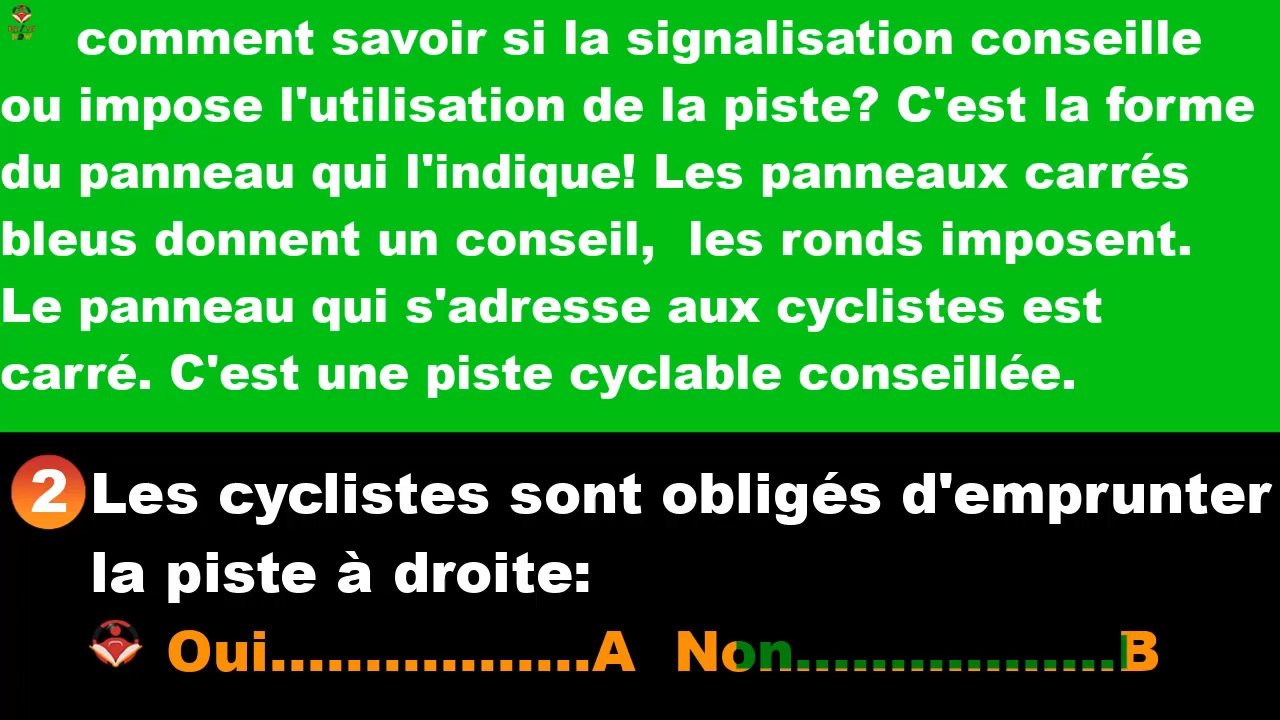 comment savoir si la signalisation conseille
ou impose l'utilisation de la piste? C'est la forme
du panneau qui l'indique! Les panneaux carrés
bleus donnent un conseil, les ronds imposent.
Le panneau qui s'adresse aux cyclistes est
carré. C'est une piste cyclable conseillée.
2 Les cyclistes sont obligés d'emprunter
la piste à droite:
Oui.................A Non.................B